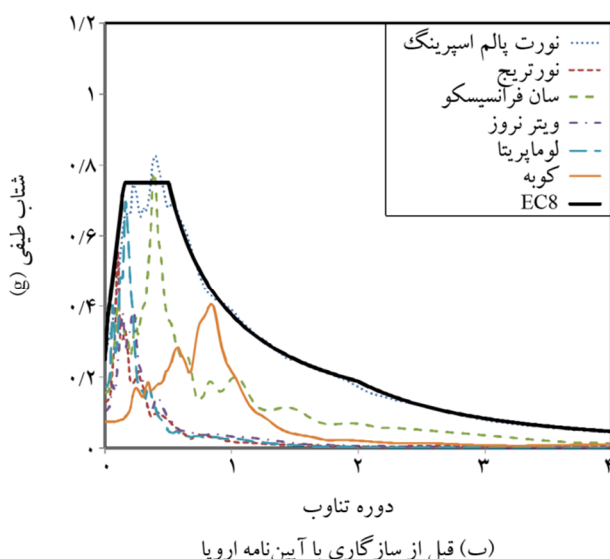 ۱/۲
۱
۰/۸
۰/۶
۰/۴
۰/۲
۰
شتاب طیفی (g)
نورت پالم اسپرینگ
نورتریج
سان فرانسیسکو
ویتر نروز
لوماپریتا
کوبه
EC8
۰
۱
۲
۳
۴
دوره تناوب
(ب) قبل از سازگاری با آیین‌نامه اروپا